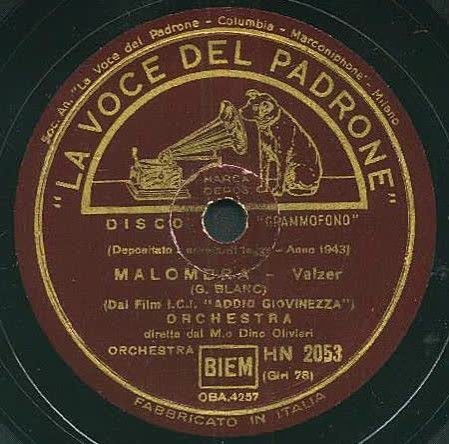 Soc. An. "La Voce del Padrone - Columbia - Marconiphone" - Milano
"LA VOCE DEL PADRONE"
MARCA
DEPOS
DISCO "GRAMMOFONO"
(Depositato - Anno 1943)
MALOMBRA - Valzer
(G. BLANC)
(Dal Film I.C.I. "ADDIO GIOVINEZZA")
ORCHESTRA
diretta dal M.o Dino Olivieri
ORCHESTRA BIEM HN 2053
(Giri 78)
OBA.4257
FABBRICATO IN ITALIA